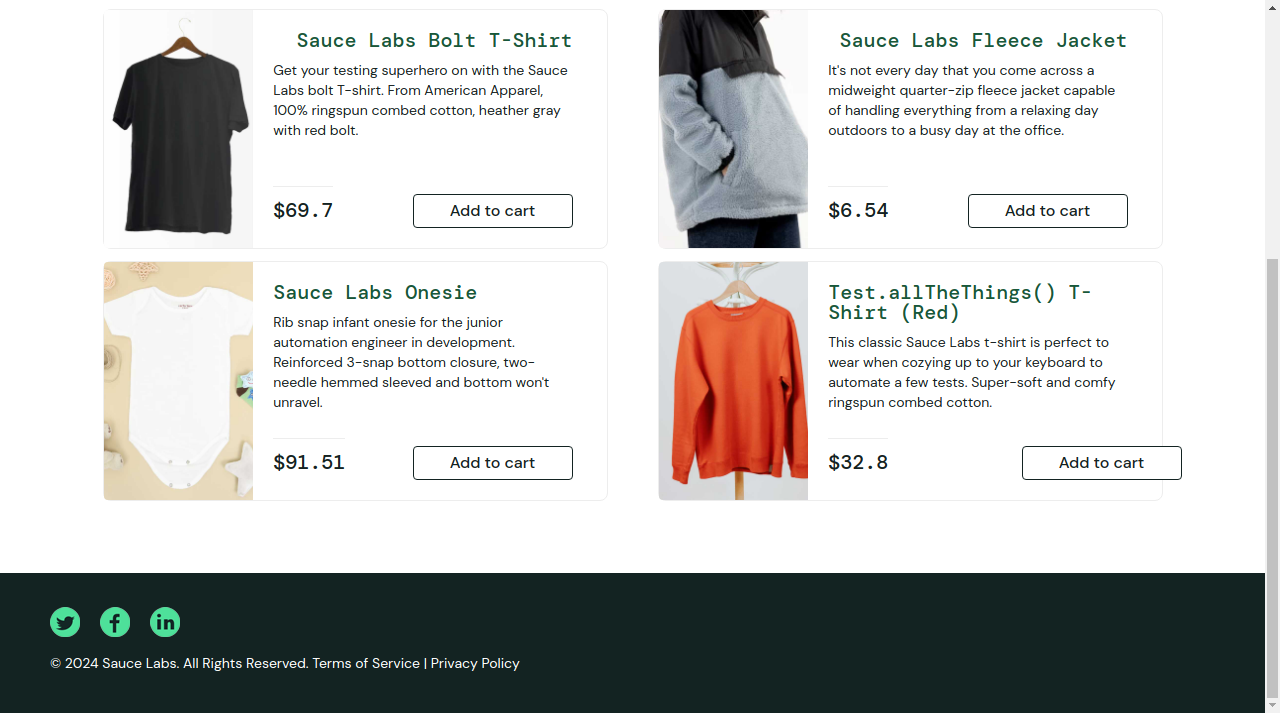 Sauce Labs Bolt T-Shirt
Get your testing superhero on with the Sauce
Labs bolt T-shirt. From American Apparel,
100% ringspun combed cotton, heather gray
with red bolt.
$69.7
Add to cart
Sauce Labs Fleece Jacket
It's not every day that you come across a
midweight quarter-zip fleece jacket capable
of handling everything from a relaxing day
outdoors to a busy day at the office.
$6.54
Add to cart
Sauce Labs Onesie
Rib snap infant onesie for the junior
automation engineer in development.
Reinforced 3-snap bottom closure, two-
needle hemmed sleeved and bottom won't
unravel.
$91.51
Add to cart
Test.allTheThings() T-
Shirt (Red)
This classic Sauce Labs t-shirt is perfect to
wear when cozying up to your keyboard to
automate a few tests. Super-soft and comfy
ringspun combed cotton.
$32.8
Add to cart
© 2024 Sauce Labs. All Rights Reserved. Terms of Service | Privacy Policy